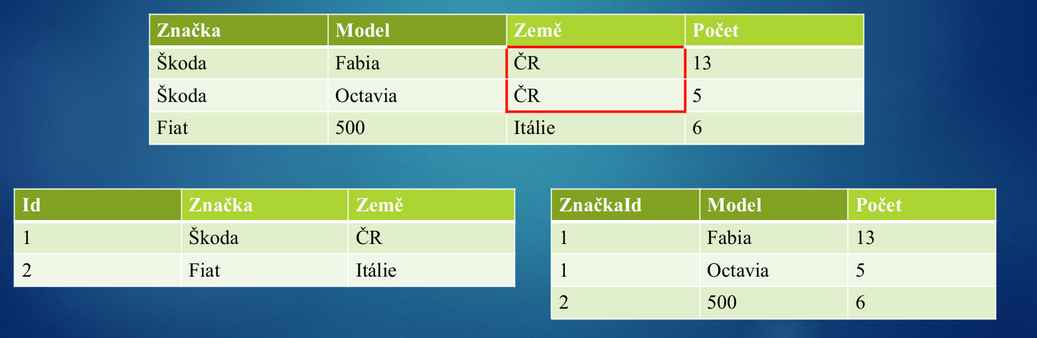 Značka Model Země Počet
Škoda Fabia ČR 13
Škoda Octavia ČR 5
Fiat 500 Itálie 6
Id Značka Země
1 Škoda ČR
2 Fiat Itálie
ZnačkaId Model Počet
1 Fabia 13
1 Octavia 5
2 500 6